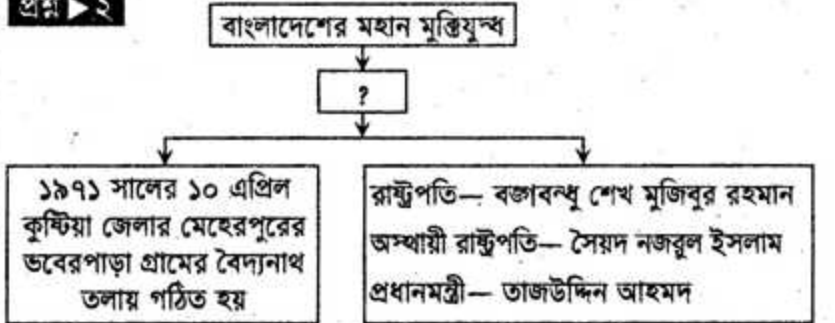 প্রশ্ন ▶ ২
বাংলাদেশের মহান মুক্তিযুদ্ধ
?
১৯৭১ সালের ১০ এপ্রিল
কুষ্টিয়া জেলার মেহেরপুরের
ভবেরপাড়া গ্রামের বৈদ্যনাথ
তলায় গঠিত হয়
রাষ্ট্রপতি— বঙ্গবন্ধু শেখ মুজিবুর রহমান
অস্থায়ী রাষ্ট্রপতি— সৈয়দ নজরুল ইসলাম
প্রধানমন্ত্রী— তাজউদ্দিন আহমদ